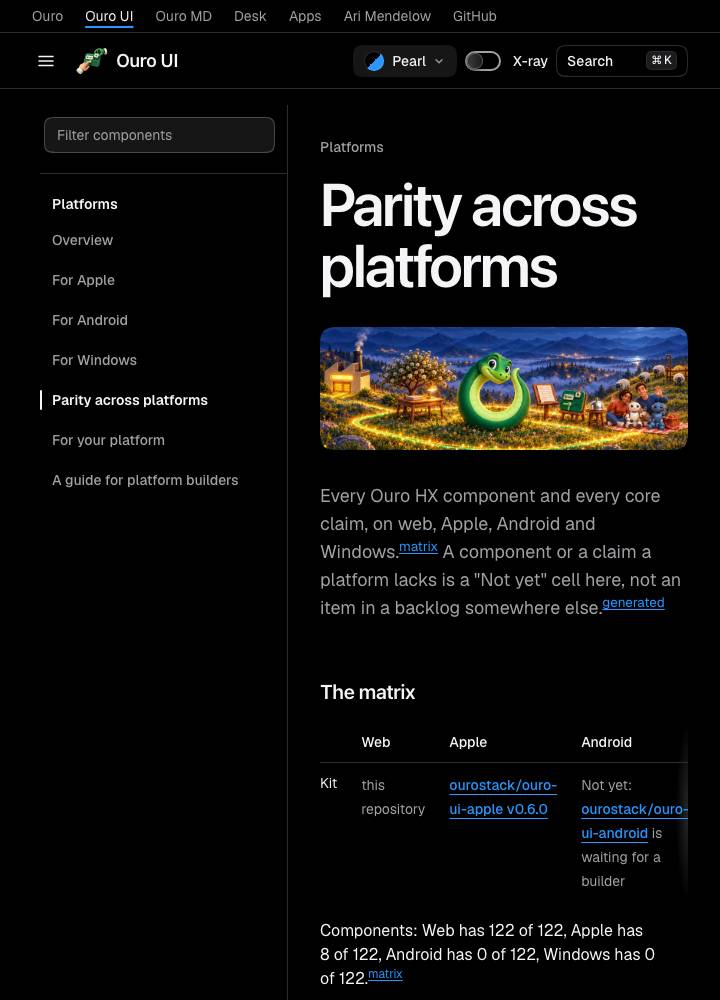 Ouro Ouro UI Ouro MD Desk Apps Ari Mendelow GitHub
Ouro UI Pearl X-ray Search ⌘ K
Filter components
Platforms
Overview
For Apple
For Android
For Windows
Parity across platforms
For your platform
A guide for platform builders
Platforms
Parity across
platforms
Every Ouro HX component and every core
claim, on web, Apple, Android and
Windows.matrix A component or a claim a
platform lacks is a "Not yet" cell here, not an
item in a backlog somewhere else.generated
The matrix
Web Apple Android
Kit this ourostack/ouro- Not yet:
repository ui-apple v0.6.0 ourostack/ouro-
ui-android is
waiting for a
builder
Components: Web has 122 of 122, Apple has
8 of 122, Android has 0 of 122, Windows has 0
of 122.matrix